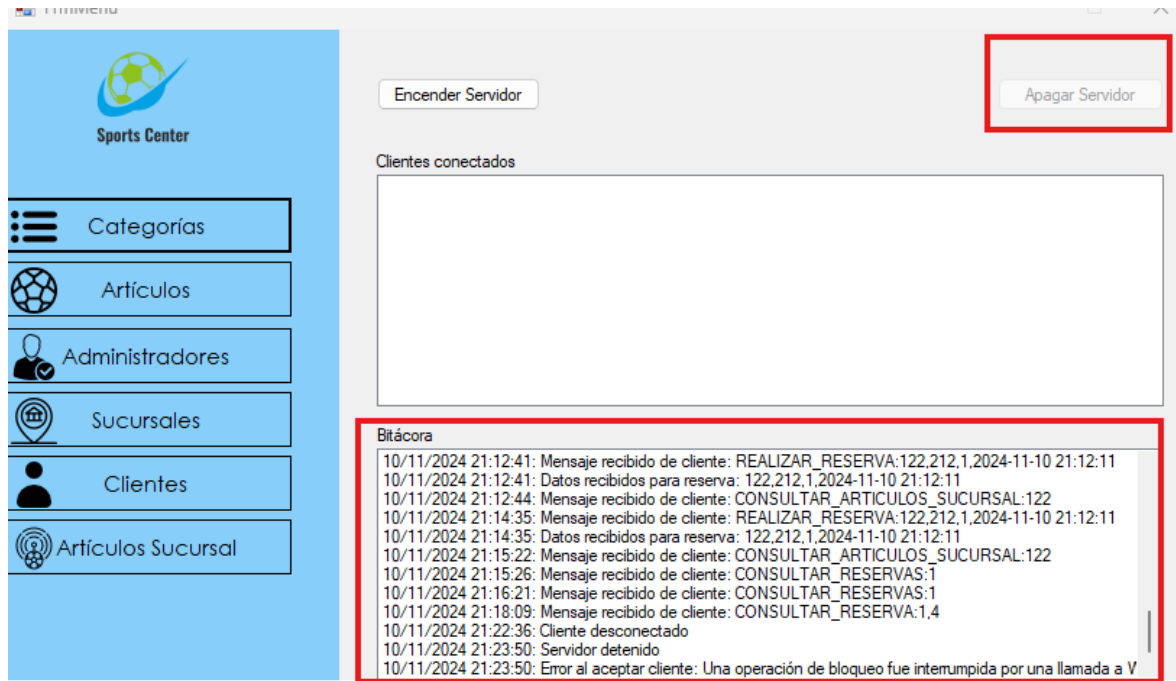 FrmMenu
Sports Center
Categorías
Artículos
Administradores
Sucursales
Clientes
Artículos Sucursal
Encender Servidor
Apagar Servidor
Clientes conectados
Bitácora
10/11/2024 21:12:41: Mensaje recibido de cliente: REALIZAR_RESERVA:122,212,1,2024-11-10 21:12:11
10/11/2024 21:12:41: Datos recibidos para reserva: 122,212,1,2024-11-10 21:12:11
10/11/2024 21:12:44: Mensaje recibido de cliente: CONSULTAR_ARTICULOS_SUCURSAL:122
10/11/2024 21:14:35: Mensaje recibido de cliente: REALIZAR_RESERVA:122,212,1,2024-11-10 21:12:11
10/11/2024 21:14:35: Datos recibidos para reserva: 122,212,1,2024-11-10 21:12:11
10/11/2024 21:15:22: Mensaje recibido de cliente: CONSULTAR_ARTICULOS_SUCURSAL:122
10/11/2024 21:15:26: Mensaje recibido de cliente: CONSULTAR_RESERVAS:1
10/11/2024 21:16:21: Mensaje recibido de cliente: CONSULTAR_RESERVAS:1
10/11/2024 21:18:09: Mensaje recibido de cliente: CONSULTAR_RESERVA:1,4
10/11/2024 21:22:36: Cliente desconectado
10/11/2024 21:23:50: Servidor detenido
10/11/2024 21:23:50: Error al aceptar cliente: Una operación de bloqueo fue interrumpida por una llamada a